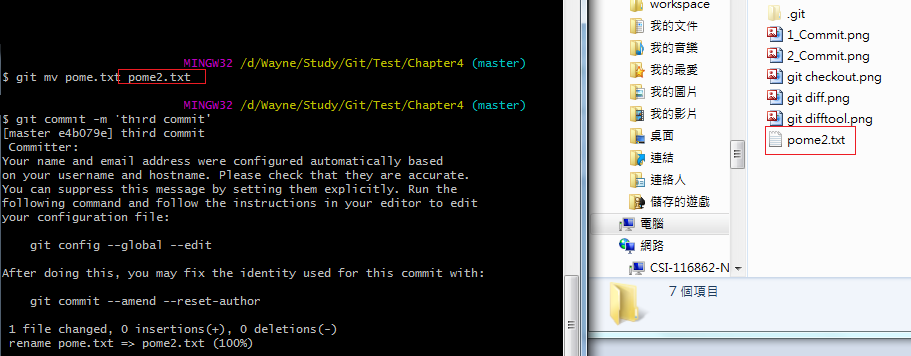 MINGW32 /d/Wayne/Study/Git/Test/Chapter4 (master)
$ git mv pome.txt pome2.txt
MINGW32 /d/Wayne/Study/Git/Test/Chapter4 (master)
$ git commit -m 'third commit'
[master e4b079e] third commit
Committer:
Your name and email address were configured automatically based
on your username and hostname. Please check that they are accurate.
You can suppress this message by setting them explicitly. Run the
following command and follow the instructions in your editor to edit
your configuration file:
git config --global --edit
After doing this, you may fix the identity used for this commit with:
git commit --amend --reset-author
1 file changed, 0 insertions(+), 0 deletions(-)
rename pome.txt => pome2.txt (100%)
workspace
我的文件
我的音樂
我的最愛
我的圖片
我的影片
桌面
連結
連絡人
儲存的遊戲
電腦
網路
CSI-116862-N
.git
1_Commit.png
2_Commit.png
git checkout.png
git diff.png
git difftool.png
pome2.txt
7 個項目